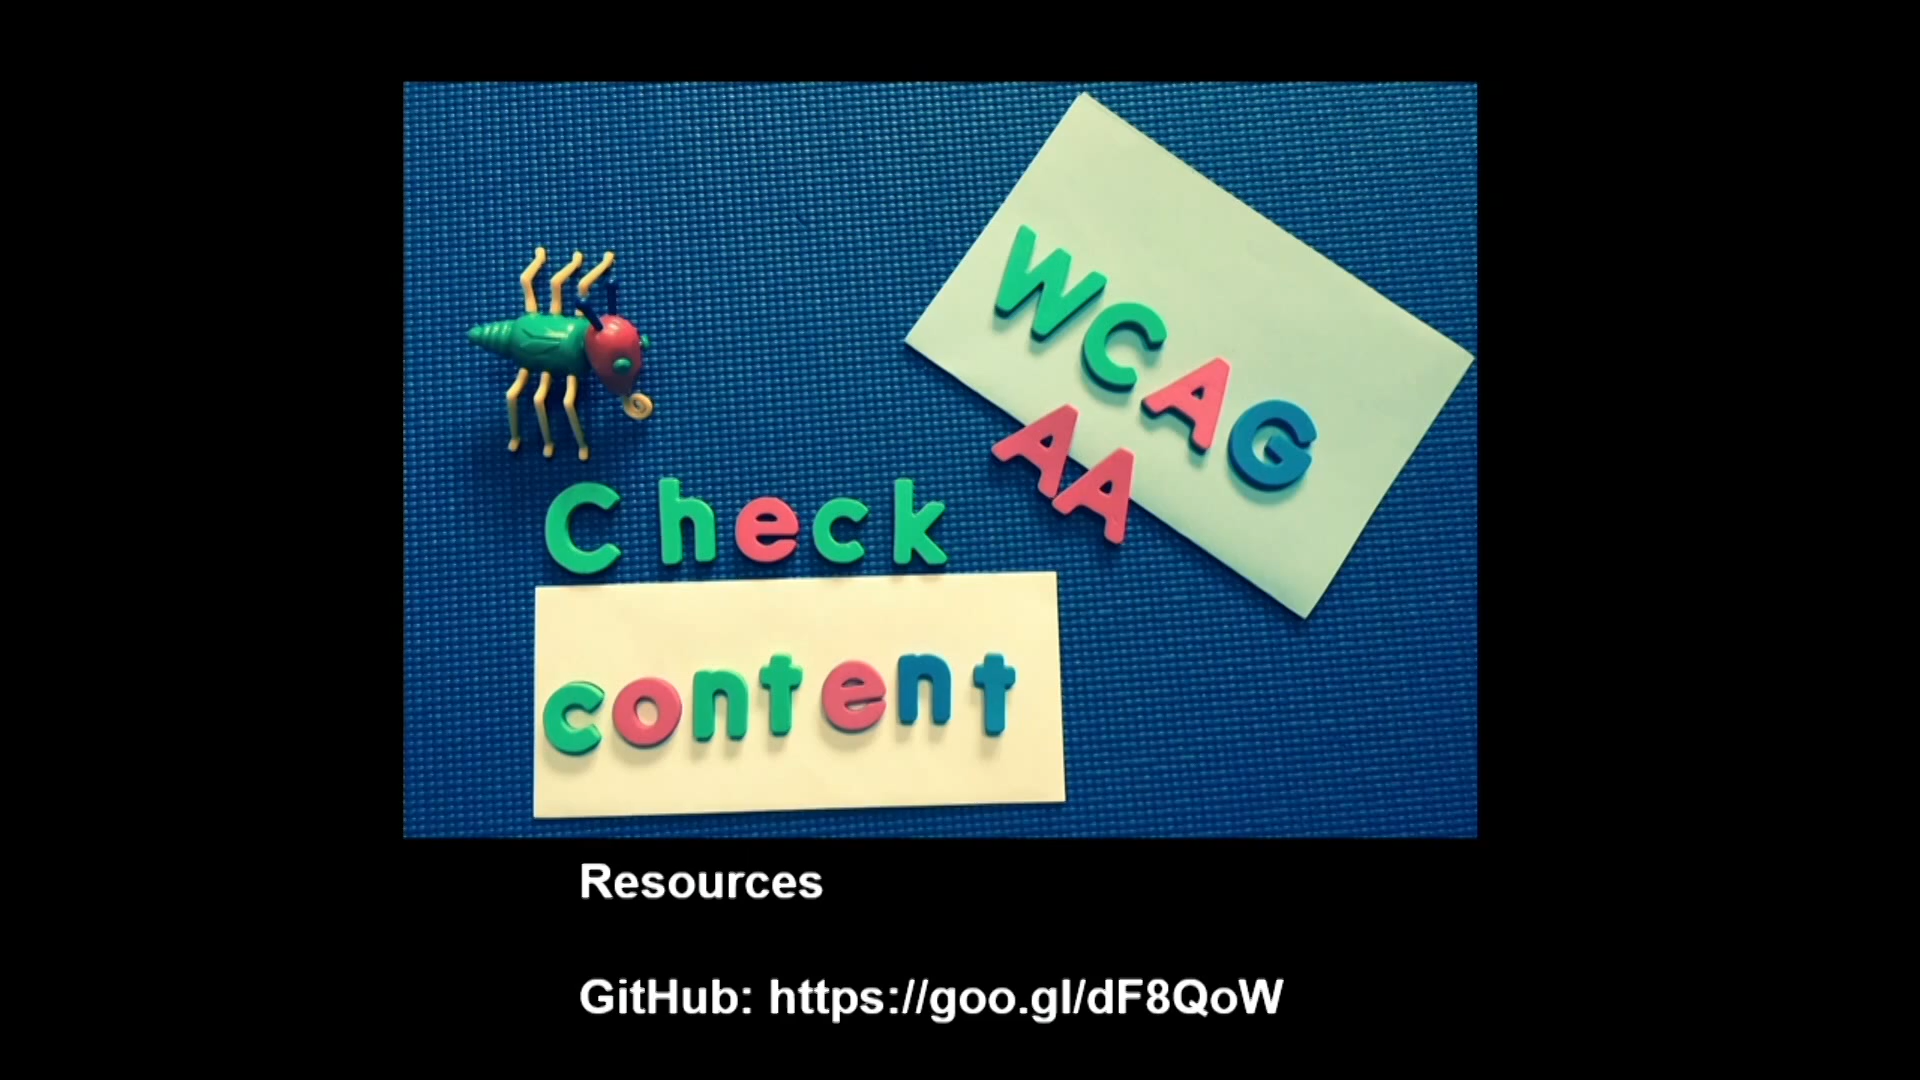 WCAG
AA
Check
content
Resources
GitHub: https://goo.gl/dF8QoW